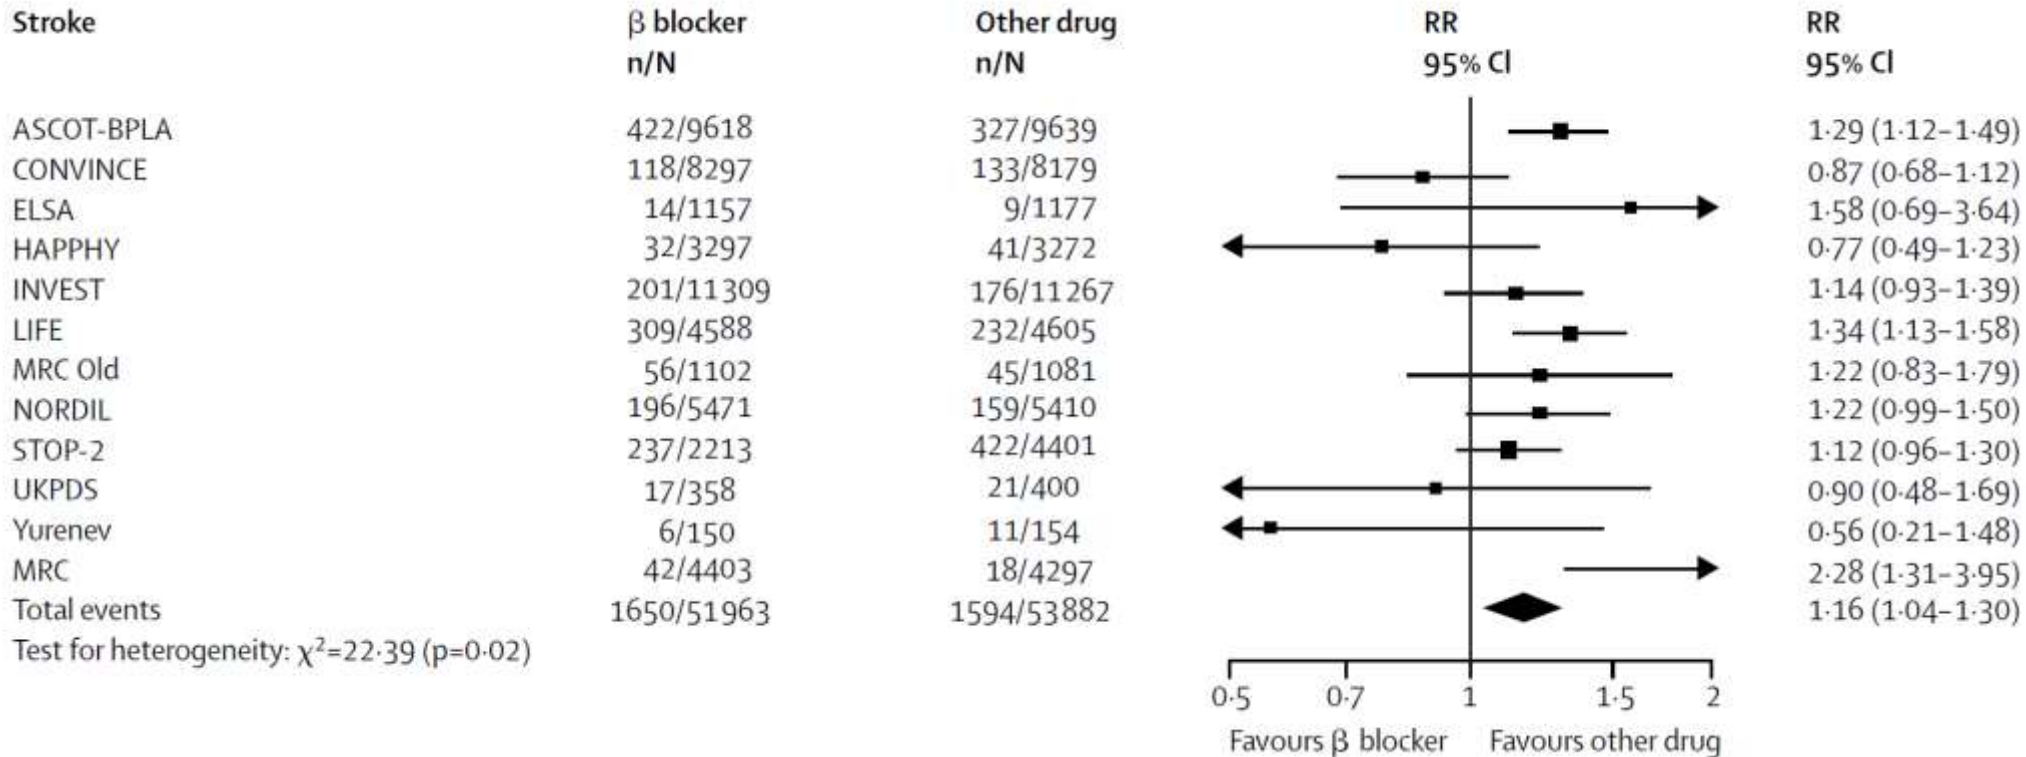 Stroke β blocker Other drug RR RR
n/N n/N 95% CI 95% CI
ASCOT-BPLA 422/9618 327/9639 1·29 (1·12–1·49)
CONVINCE 118/8297 133/8179 0·87 (0·68–1·12)
ELSA 14/1157 9/1177 1·58 (0·69–3·64)
HAPPHY 32/3297 41/3272 0·77 (0·49–1·23)
INVEST 201/11309 176/11267 1·14 (0·93–1·39)
LIFE 309/4588 232/4605 1·34 (1·13–1·58)
MRC Old 56/1102 45/1081 1·22 (0·83–1·79)
NORDIL 196/5471 159/5410 1·22 (0·99–1·50)
STOP-2 237/2213 422/4401 1·12 (0·96–1·30)
UKPDS 17/358 21/400 0·90 (0·48–1·69)
Yurenev 6/150 11/154 0·56 (0·21–1·48)
MRC 42/4403 18/4297 2·28 (1·31–3·95)
Total events 1650/51963 1594/53882 1·16 (1·04–1·30)
Test for heterogeneity: χ²=22·39 (p=0·02)
0·5 0·7 1 1·5 2
Favours β blocker Favours other drug